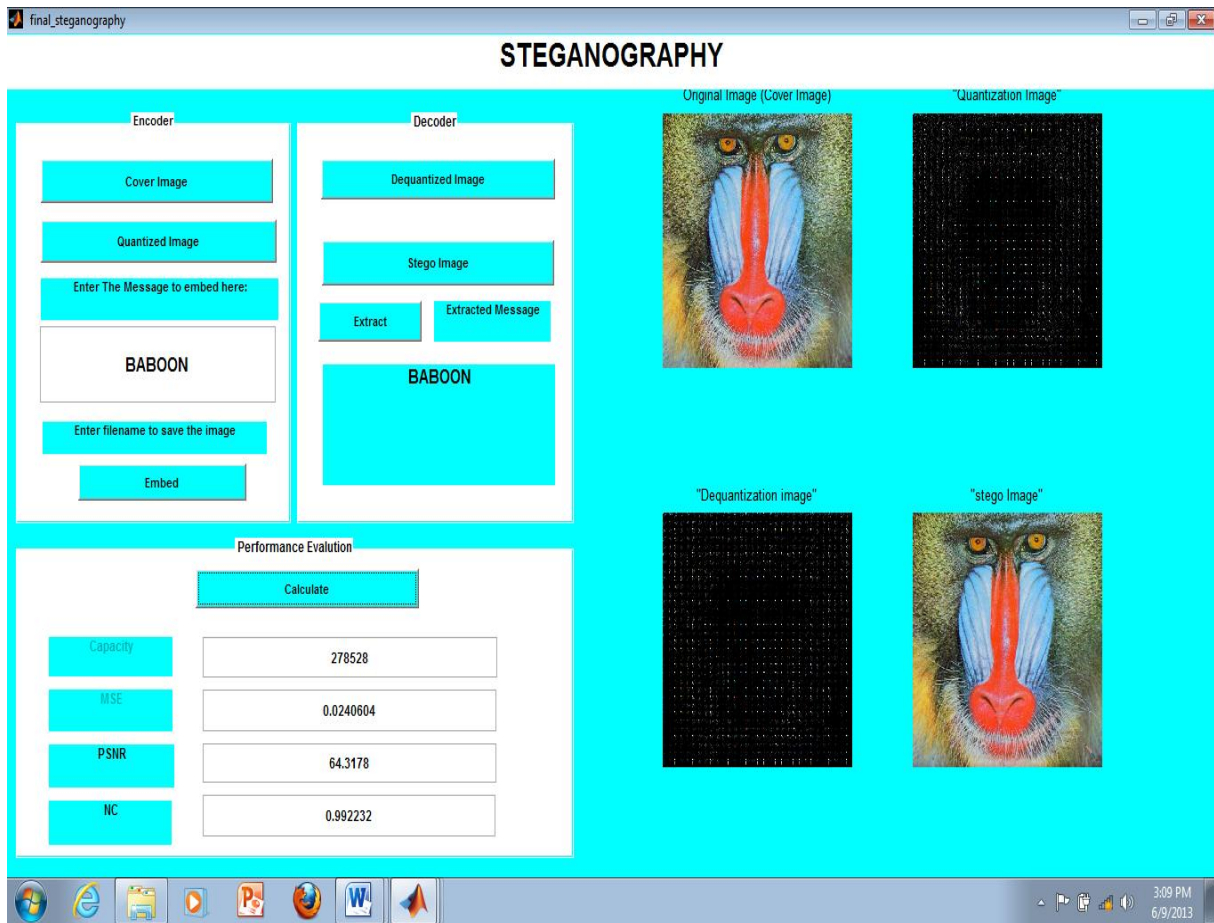 final_steganography
STEGANOGRAPHY
Encoder
Cover Image
Quantized Image
Enter The Message to embed here:
BABOON
Enter filename to save the image
Embed
Decoder
Dequantized Image
Stego Image
Extract
Extracted Message
BABOON
Performance Evalution
Calculate
Capacity
278528
MSE
0.0240604
PSNR
64.3178
NC
0.992232
Original Image (Cover Image)
"Quantization Image"
"Dequantization image"
"stego Image"
3:09 PM
6/9/2013